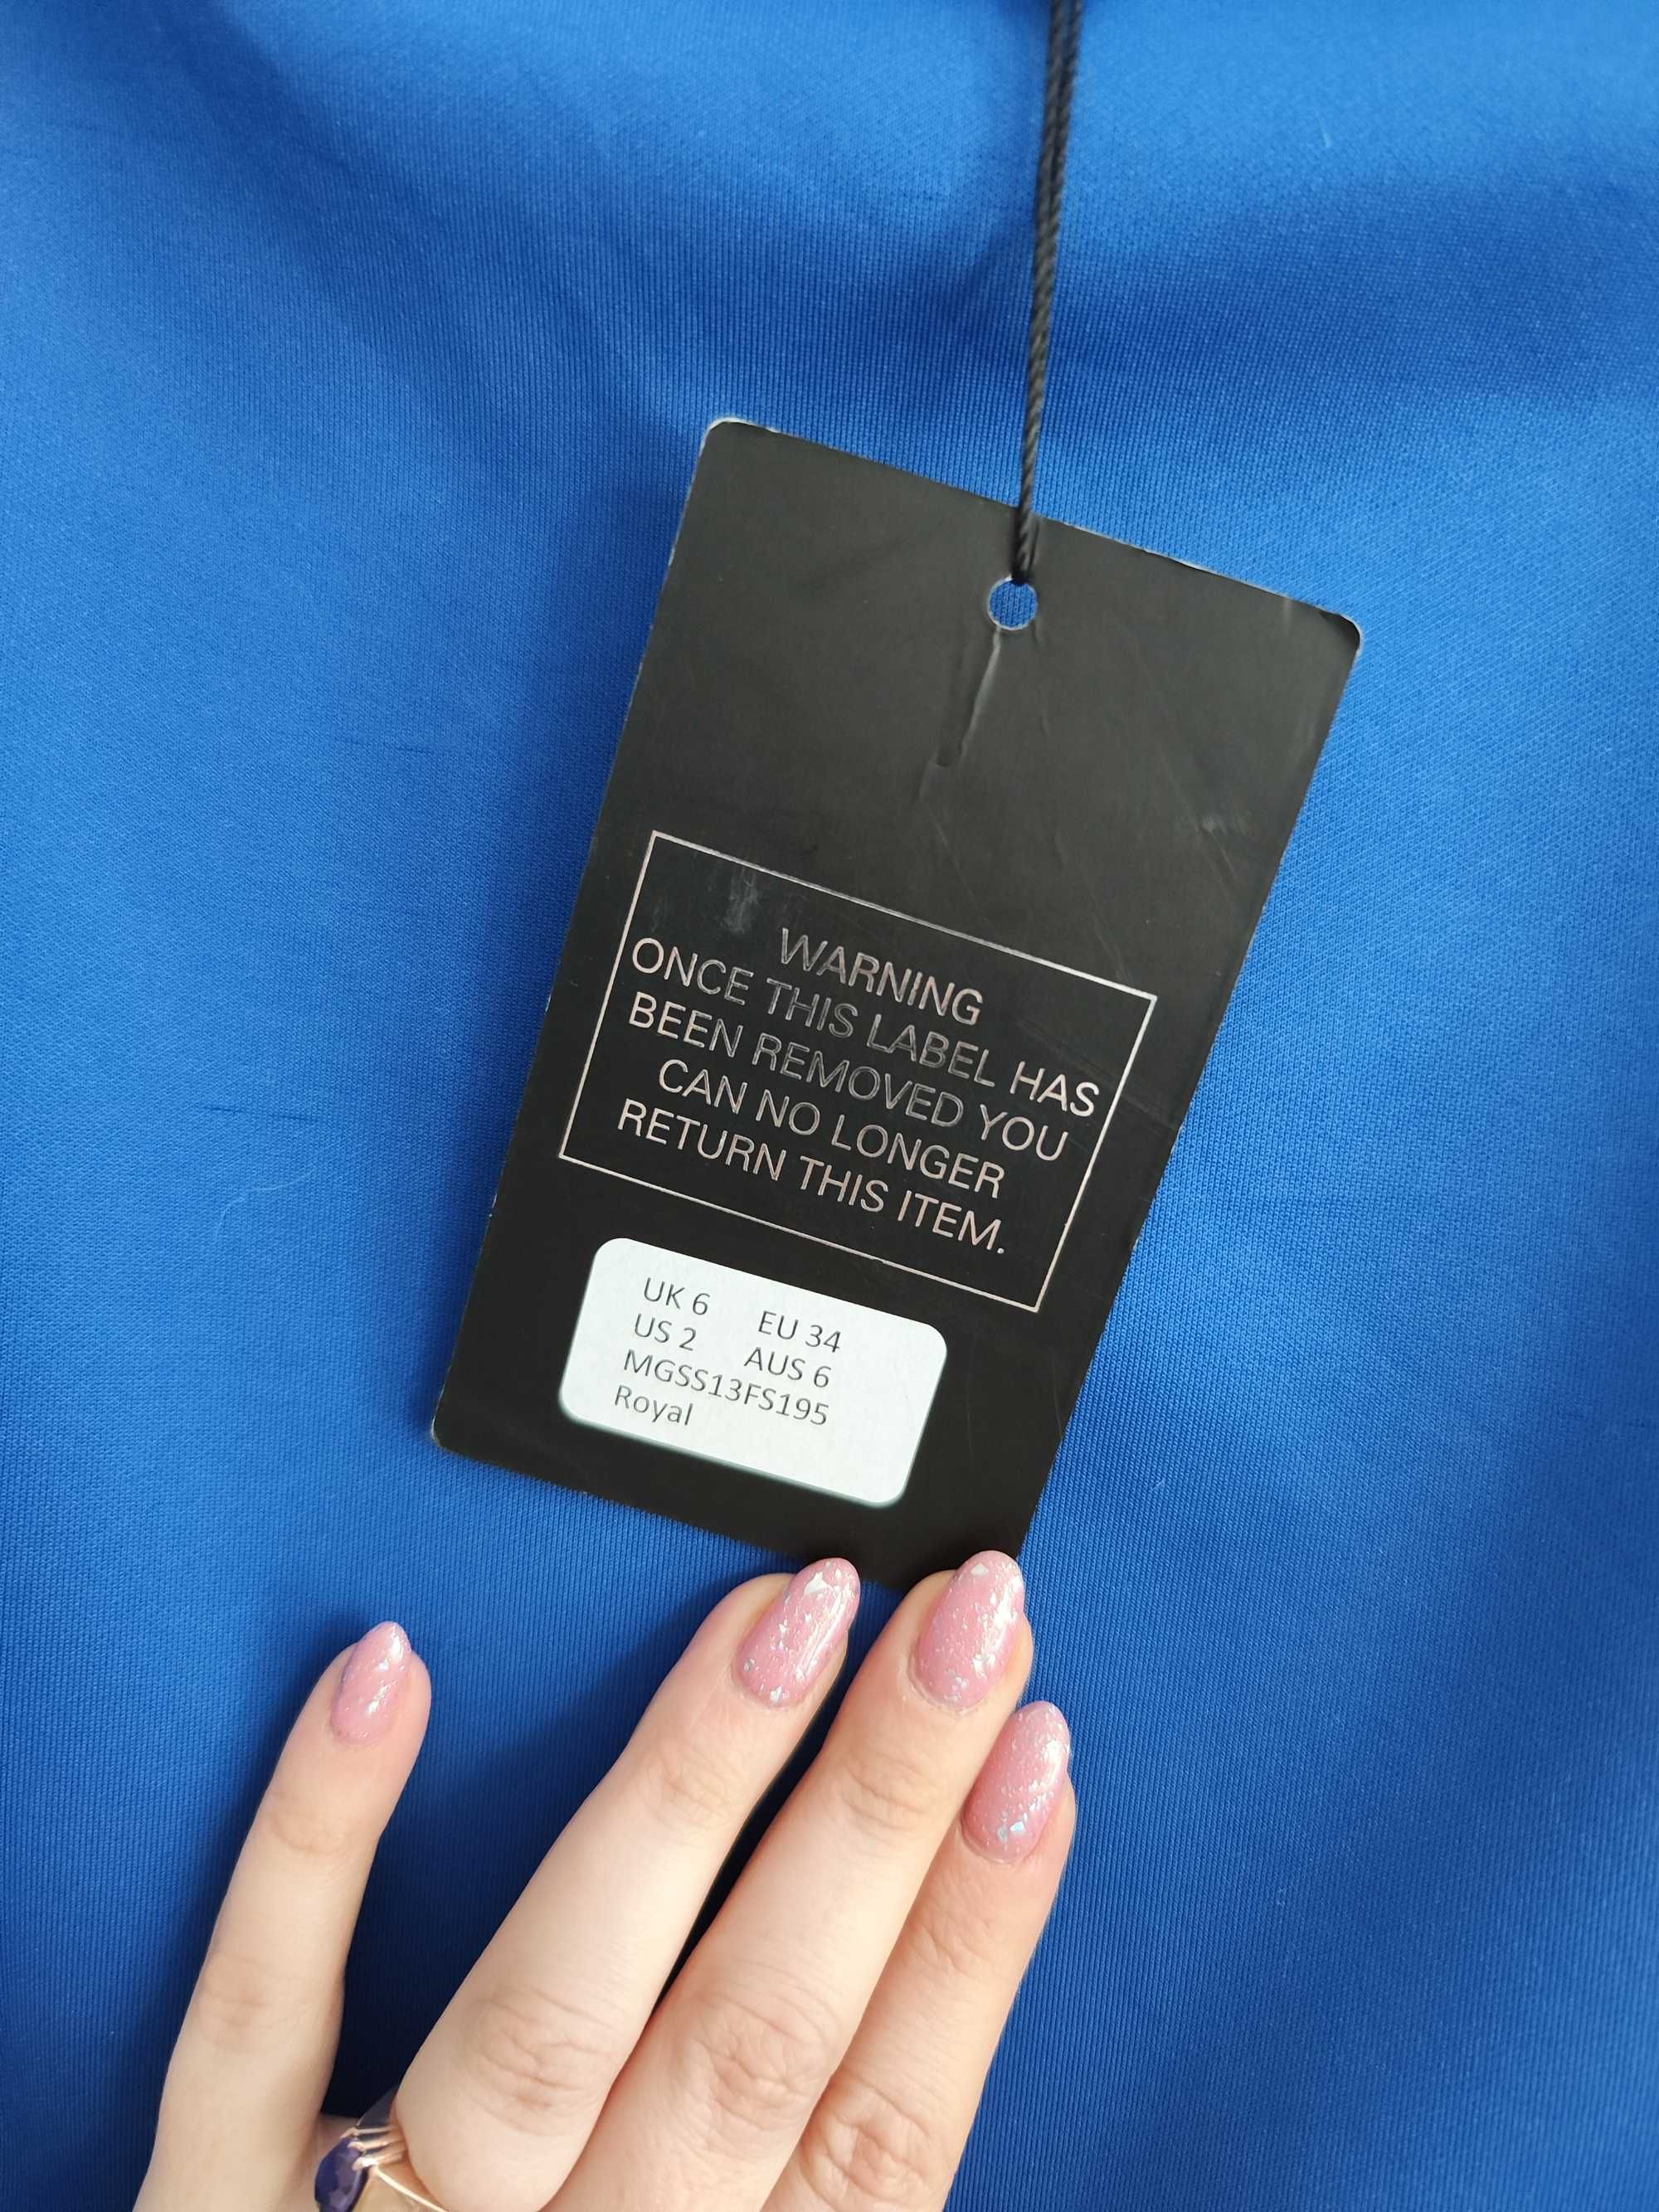 WARNING
ONCE THIS LABEL HAS
BEEN REMOVED YOU
CAN NO LONGER
RETURN THIS ITEM.
UK 6 EU 34
US 2 AUS 6
MGSS13FS195
Royal